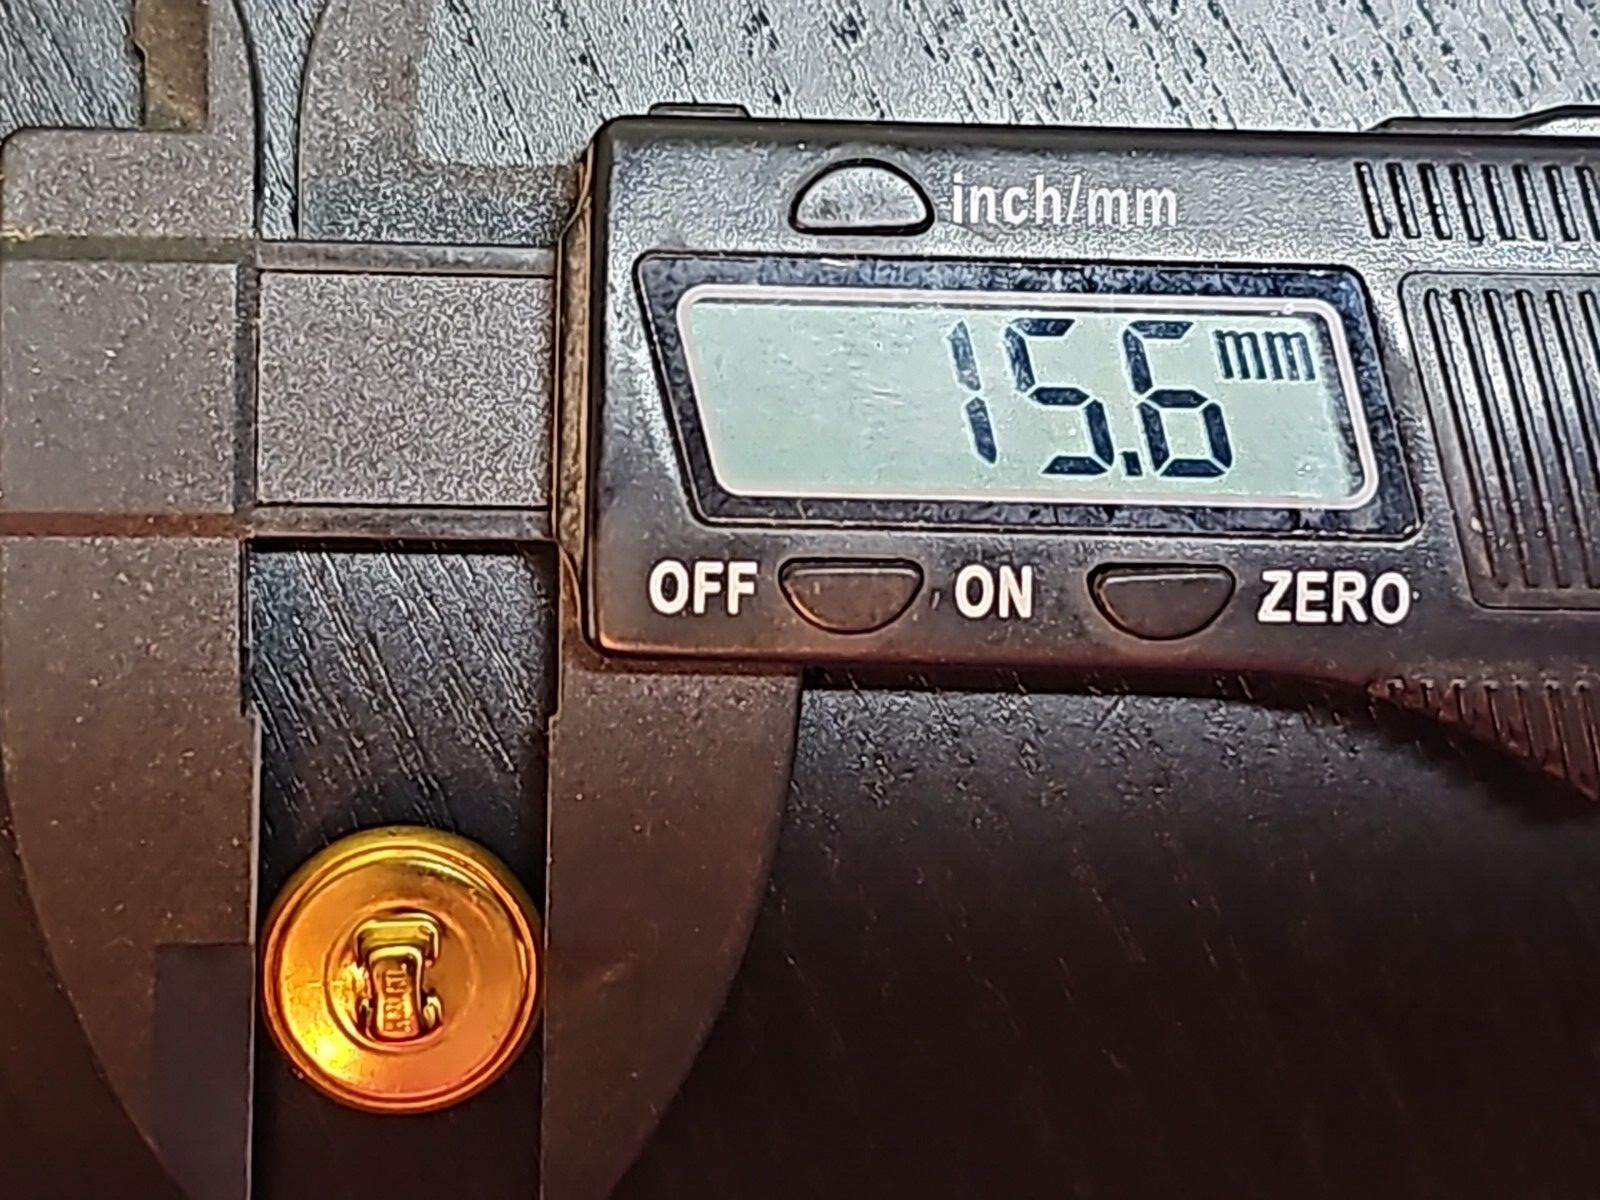 inch/mm
15.6 mm
OFF ON ZERO